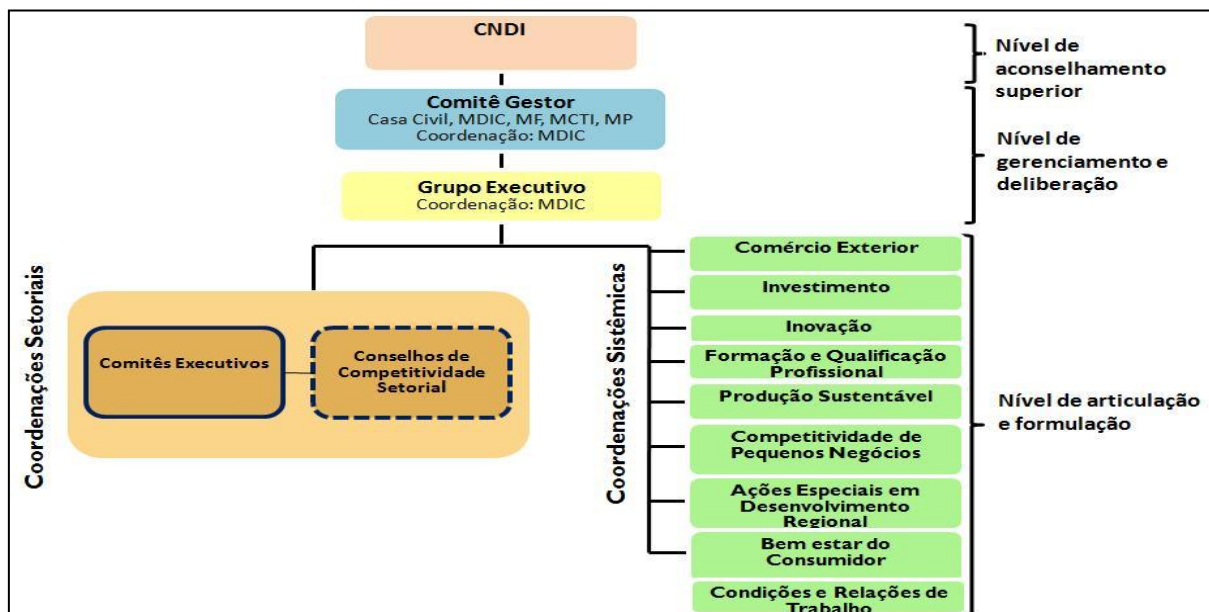 CNDI
Nível de
aconselhamento
superior
Comitê Gestor
Casa Civil, MDIC, MF, MCTI, MP
Coordenação: MDIC
Grupo Executivo
Coordenação: MDIC
Nível de
gerenciamento e
deliberação
Coordenações Setoriais
Comitês Executivos
Conselhos de
Competitividade
Setorial
Coordenações Sistêmicas
Comércio Exterior
Investimento
Inovação
Formação e Qualificação
Profissional
Produção Sustentável
Competitividade de
Pequenos Negócios
Ações Especiais em
Desenvolvimento
Regional
Bem estar do
Consumidor
Condições e Relações de
Trabalho
Nível de articulação
e formulação